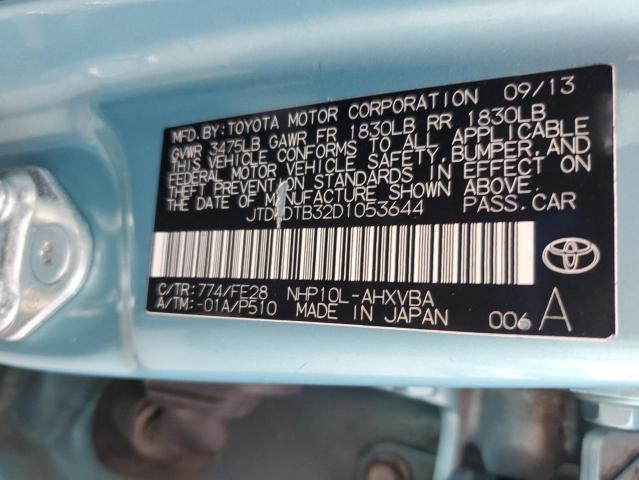 MFD. BY: TOYOTA MOTOR CORPORATION 09/13
GVWR 3475LB GAWR FR 1830LB RR 1830LB
THIS VEHICLE CONFORMS TO ALL APPLICABLE
FEDERAL MOTOR VEHICLE SAFETY, BUMPER, AND
THEFT PREVENTION STANDARDS IN EFFECT ON
THE DATE OF MANUFACTURE SHOWN ABOVE.
PASS. CAR
C/TR: 774/FE28 NHP10L-AHXVBA
A/TM: -01A/P510 MADE IN JAPAN 006 A